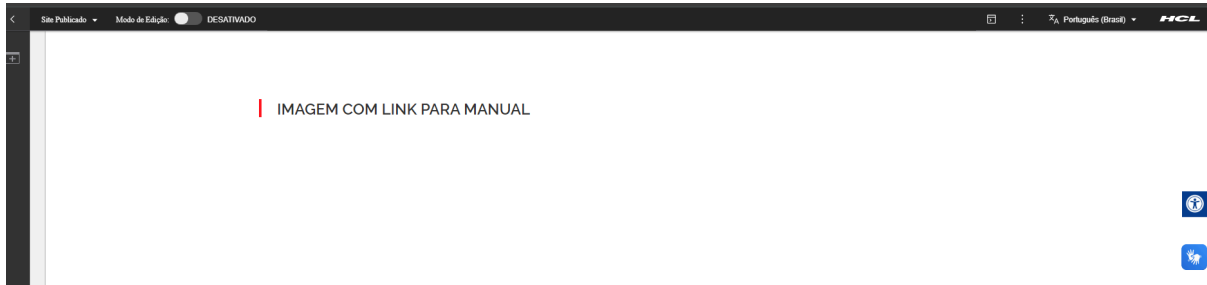 Site Publicado Modo de Edição: DESATIVADO Português (Brasil) HCL
IMAGEM COM LINK PARA MANUAL